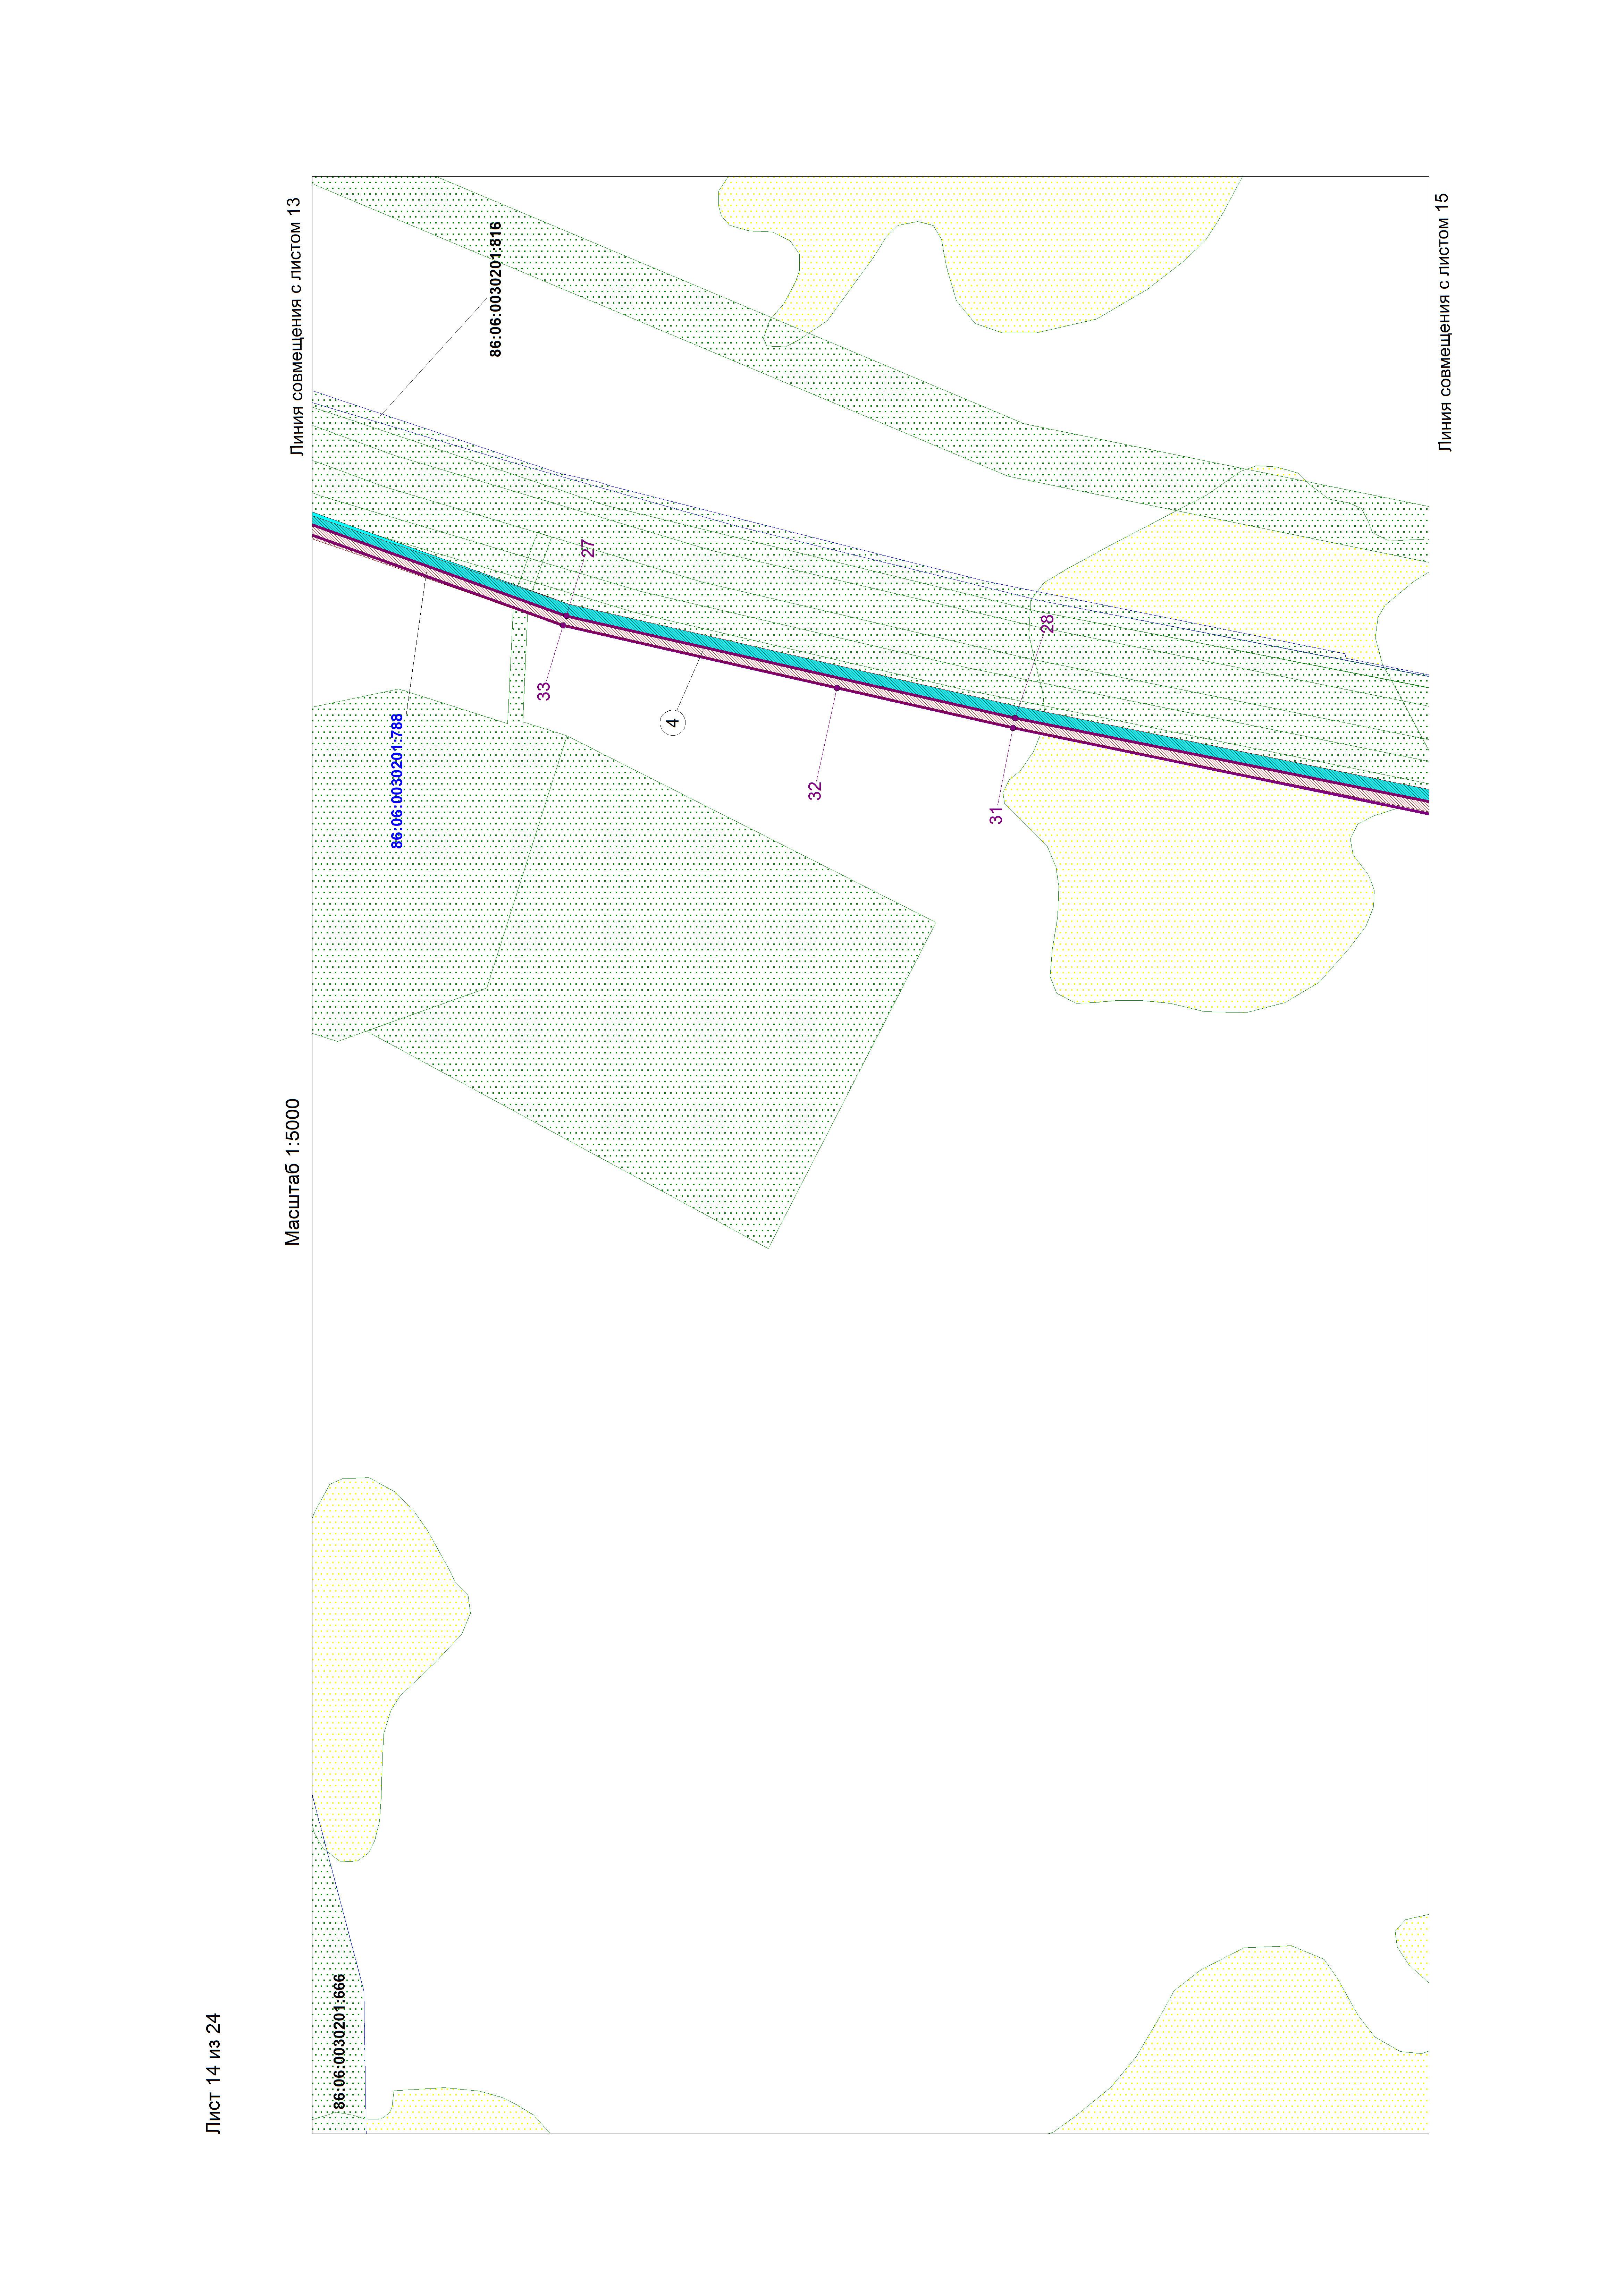 Лист 14 из 24
Масштаб 1:5000
Линия совмещения с листом 13
86:06:0030201:816
86:06:0030201:788
27
33
4
28
32
31
86:06:0030201:666
Линия совмещения с листом 15